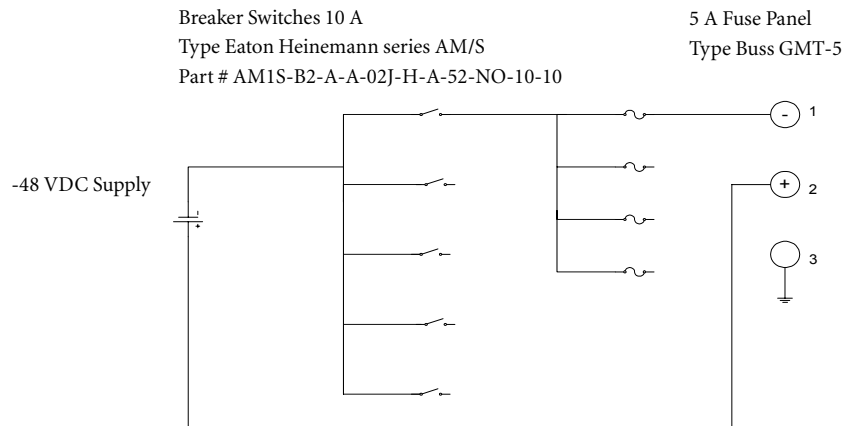 Breaker Switches 10 A
Type Eaton Heinemann series AM/S
Part # AM1S-B2-A-A-02J-H-A-52-NO-10-10
5 A Fuse Panel
Type Buss GMT-5
- 1
-48 VDC Supply
+ 2
-
+
3